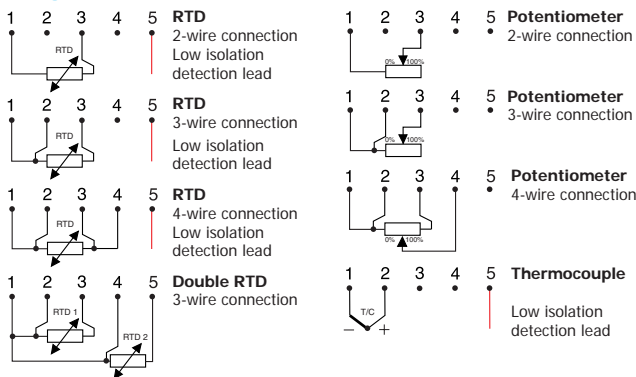 1 2 3 4 5 RTD
2-wire connection
Low isolation
detection lead
RTD
1 2 3 4 5 RTD
3-wire connection
Low isolation
detection lead
RTD
1 2 3 4 5 RTD
4-wire connection
Low isolation
detection lead
RTD
1 2 3 4 5 Double RTD
3-wire connection
RTD 1
RTD 2
1 2 3 4 5 Potentiometer
2-wire connection
0% 100%
1 2 3 4 5 Potentiometer
3-wire connection
0% 100%
1 2 3 4 5 Potentiometer
4-wire connection
0% 100%
1 2 3 4 5 Thermocouple
T/C
Low isolation
detection lead
− +